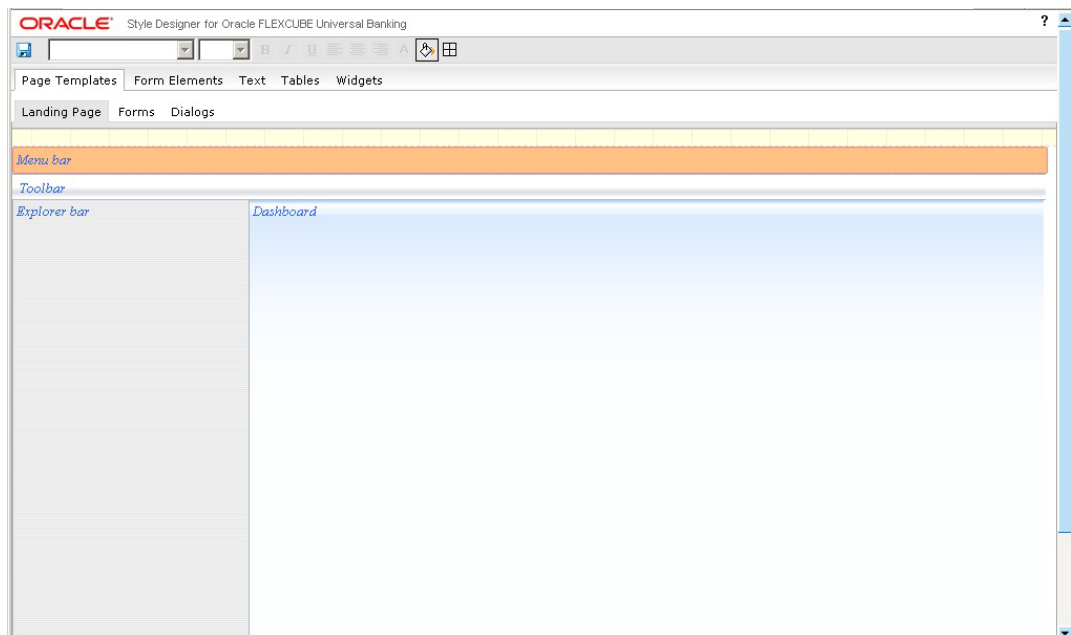 ORACLE® Style Designer for Oracle FLEXCUBE Universal Banking ?
B I U A
Page Templates Form Elements Text Tables Widgets
Landing Page Forms Dialogs
Menu bar
Toolbar
Explorer bar Dashboard